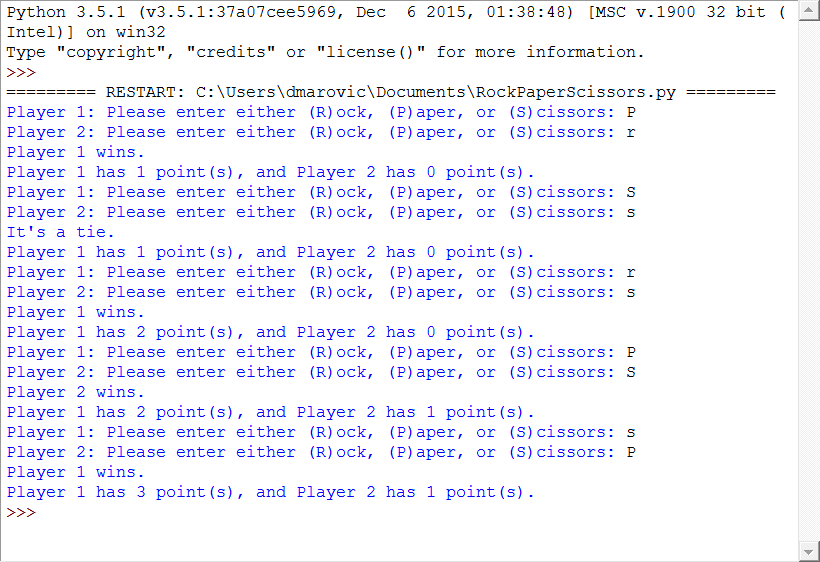 Python 3.5.1 (v3.5.1:37a07cee5969, Dec  6 2015, 01:38:48) [MSC v.1900 32 bit (
Intel)] on win32
Type "copyright", "credits" or "license()" for more information.
>>>
========= RESTART: C:\Users\dmarovic\Documents\RockPaperScissors.py =========
Player 1: Please enter either (R)ock, (P)aper, or (S)cissors: P
Player 2: Please enter either (R)ock, (P)aper, or (S)cissors: r
Player 1 wins.
Player 1 has 1 point(s), and Player 2 has 0 point(s).
Player 1: Please enter either (R)ock, (P)aper, or (S)cissors: S
Player 2: Please enter either (R)ock, (P)aper, or (S)cissors: s
It's a tie.
Player 1 has 1 point(s), and Player 2 has 0 point(s).
Player 1: Please enter either (R)ock, (P)aper, or (S)cissors: r
Player 2: Please enter either (R)ock, (P)aper, or (S)cissors: s
Player 1 wins.
Player 1 has 2 point(s), and Player 2 has 0 point(s).
Player 1: Please enter either (R)ock, (P)aper, or (S)cissors: P
Player 2: Please enter either (R)ock, (P)aper, or (S)cissors: S
Player 2 wins.
Player 1 has 2 point(s), and Player 2 has 1 point(s).
Player 1: Please enter either (R)ock, (P)aper, or (S)cissors: s
Player 2: Please enter either (R)ock, (P)aper, or (S)cissors: P
Player 1 wins.
Player 1 has 3 point(s), and Player 2 has 1 point(s).
>>>